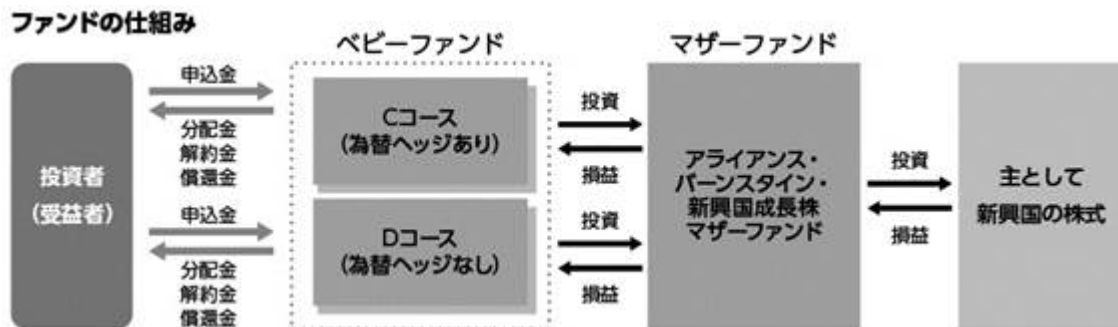 ファンドの仕組み
ベビーファンド
マザーファンド
投資者
(受益者)
申込金
分配金
解約金
償還金
申込金
分配金
解約金
償還金
Cコース
(為替ヘッジあり)
Dコース
(為替ヘッジなし)
投資
損益
投資
損益
アライアンス・
バーンスタイン・
新興国成長株
マザーファンド
投資
損益
主として
新興国の株式